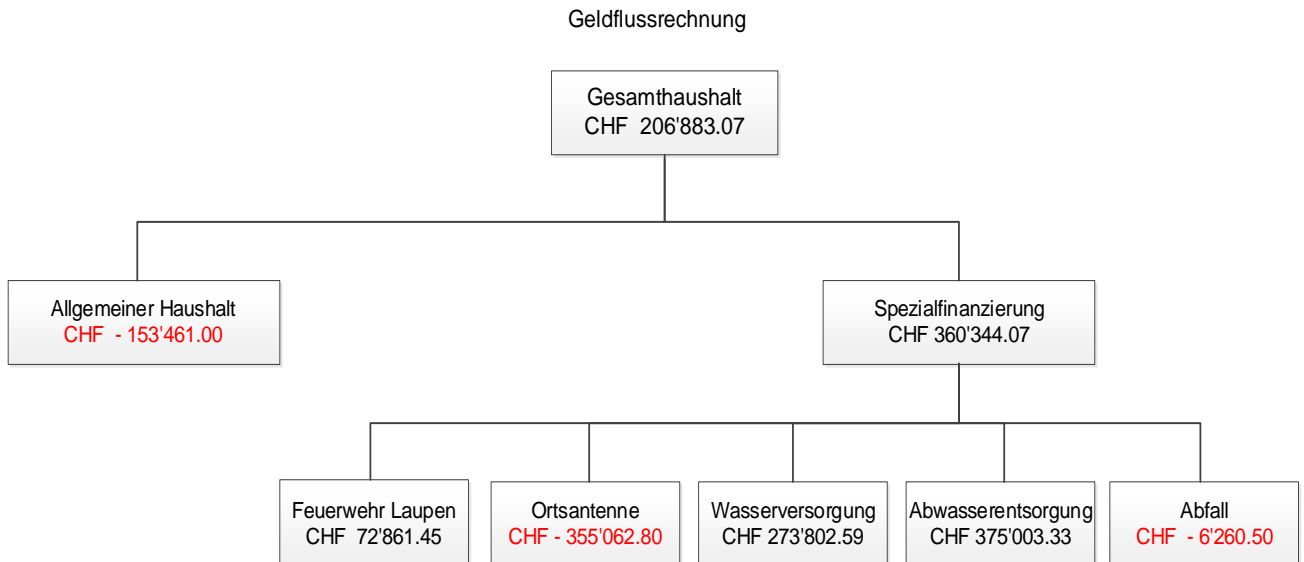 Geldflussrechnung
Gesamthaushalt
CHF 206'883.07
Allgemeiner Haushalt
CHF - 153'461.00
Spezialfinanzierung
CHF 360'344.07
Feuerwehr Laupen
CHF 72'861.45
Ortsantenne
CHF - 355'062.80
Wasserversorgung
CHF 273'802.59
Abwasserentsorgung
CHF 375'003.33
Abfall
CHF - 6'260.50